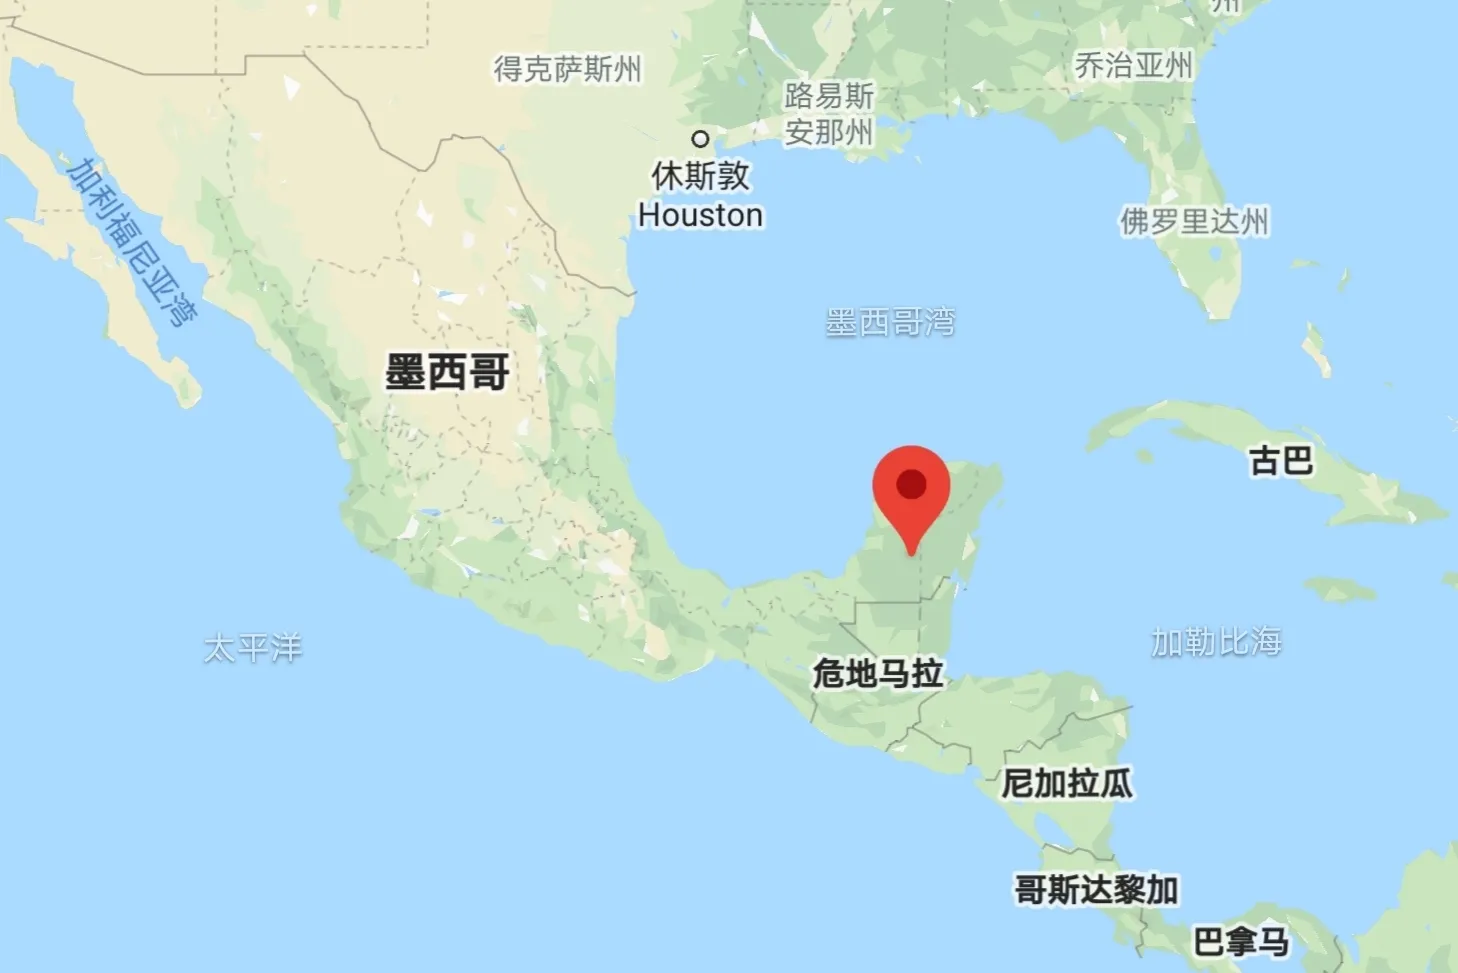 州
得克萨斯州
乔治亚州
路易斯
安那州
休斯敦
Houston
加利福尼亚湾
佛罗里达州
墨西哥湾
墨西哥
古巴
太平洋
加勒比海
危地马拉
尼加拉瓜
哥斯达黎加
巴拿马